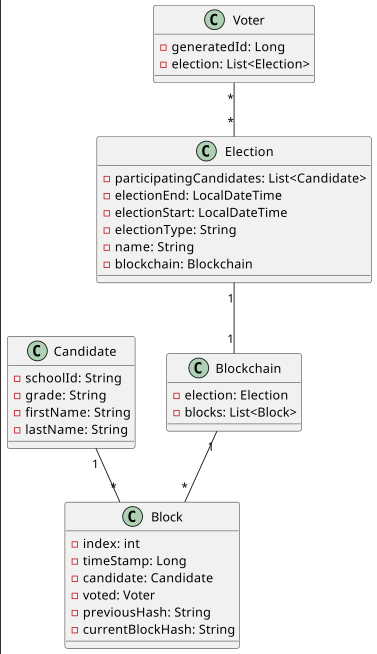 C Voter
generatedId: Long
election: List<Election>
*
*
C Election
participatingCandidates: List<Candidate>
electionEnd: LocalDateTime
electionStart: LocalDateTime
electionType: String
name: String
blockchain: Blockchain
1
1
C Candidate
schoolId: String
grade: String
firstName: String
lastName: String
C Blockchain
election: Election
blocks: List<Block>
1
1
*
*
C Block
index: int
timeStamp: Long
candidate: Candidate
voted: Voter
previousHash: String
currentBlockHash: String